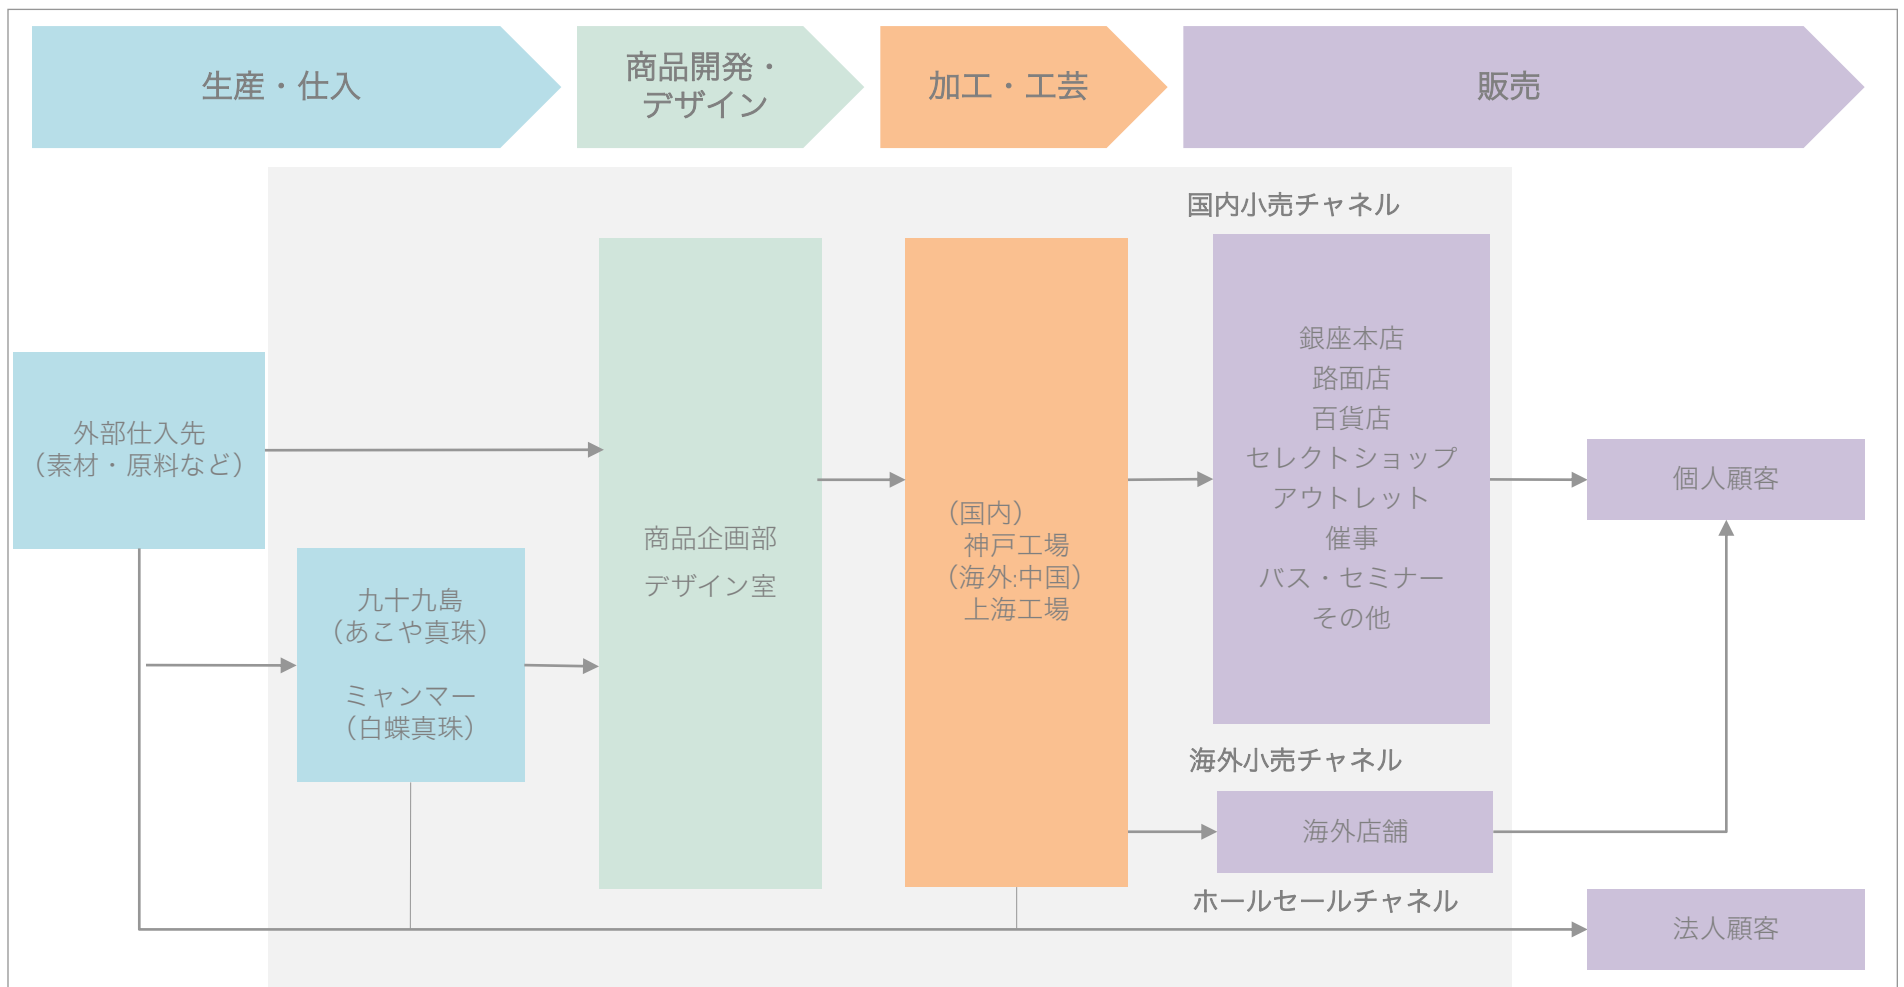 生産・仕入
商品開発・
デザイン
加工・工芸
販売
国内小売チャネル
外部仕入先
（素材・原料など）
九十九島
（あこや真珠）
ミャンマー
（白蝶真珠）
商品企画部
デザイン室
（国内）
神戸工場
（海外:中国）
上海工場
銀座本店
路面店
百貨店
セレクトショップ
アウトレット
催事
バス・セミナー
その他
個人顧客
海外小売チャネル
海外店舗
ホールセールチャネル
法人顧客